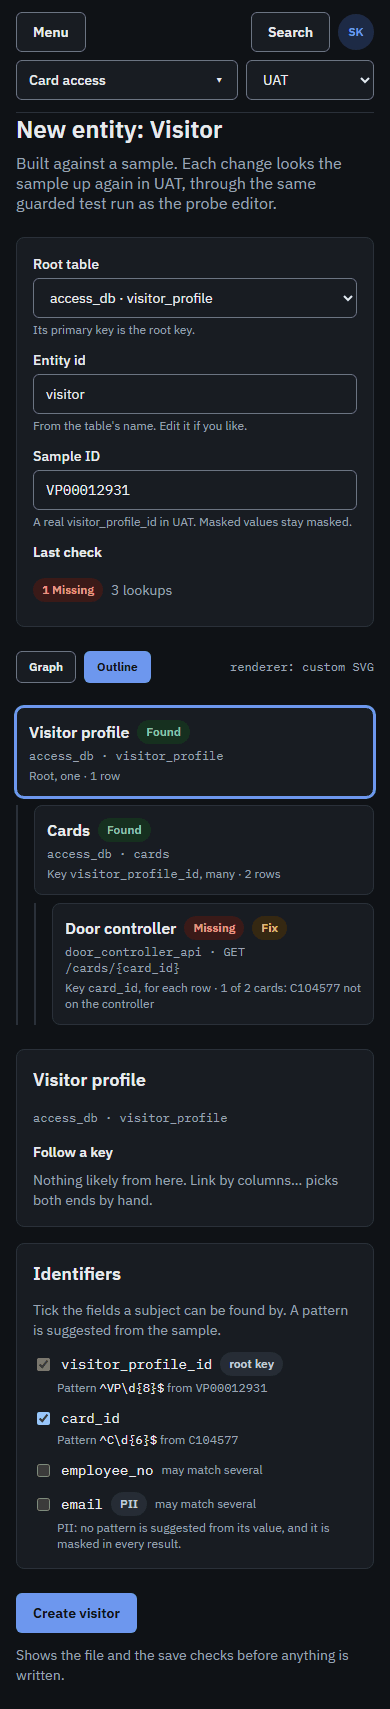 Menu
Search
SK
Card access ▼
UAT
New entity: Visitor
Built against a sample. Each change looks the
sample up again in UAT, through the same
guarded test run as the probe editor.
Root table
access_db · visitor_profile
Its primary key is the root key.
Entity id
visitor
From the table's name. Edit it if you like.
Sample ID
VP00012931
A real visitor_profile_id in UAT. Masked values stay masked.
Last check
1 Missing 3 lookups
Graph
Outline
renderer: custom SVG
Visitor profile Found
access_db · visitor_profile
Root, one · 1 row
Cards Found
access_db · cards
Key visitor_profile_id, many · 2 rows
Door controller Missing Fix
door_controller_api · GET
/cards/{card_id}
Key card_id, for each row · 1 of 2 cards: C104577 not
on the controller
Visitor profile
access_db · visitor_profile
Follow a key
Nothing likely from here. Link by columns... picks
both ends by hand.
Identifiers
Tick the fields a subject can be found by. A pattern
is suggested from the sample.
visitor_profile_id root key
Pattern ^VP\d{8}$ from VP00012931
card_id
Pattern ^C\d{6}$ from C104577
employee_no may match several
email PII may match several
PII: no pattern is suggested from its value, and it is
masked in every result.
Create visitor
Shows the file and the save checks before anything is
written.